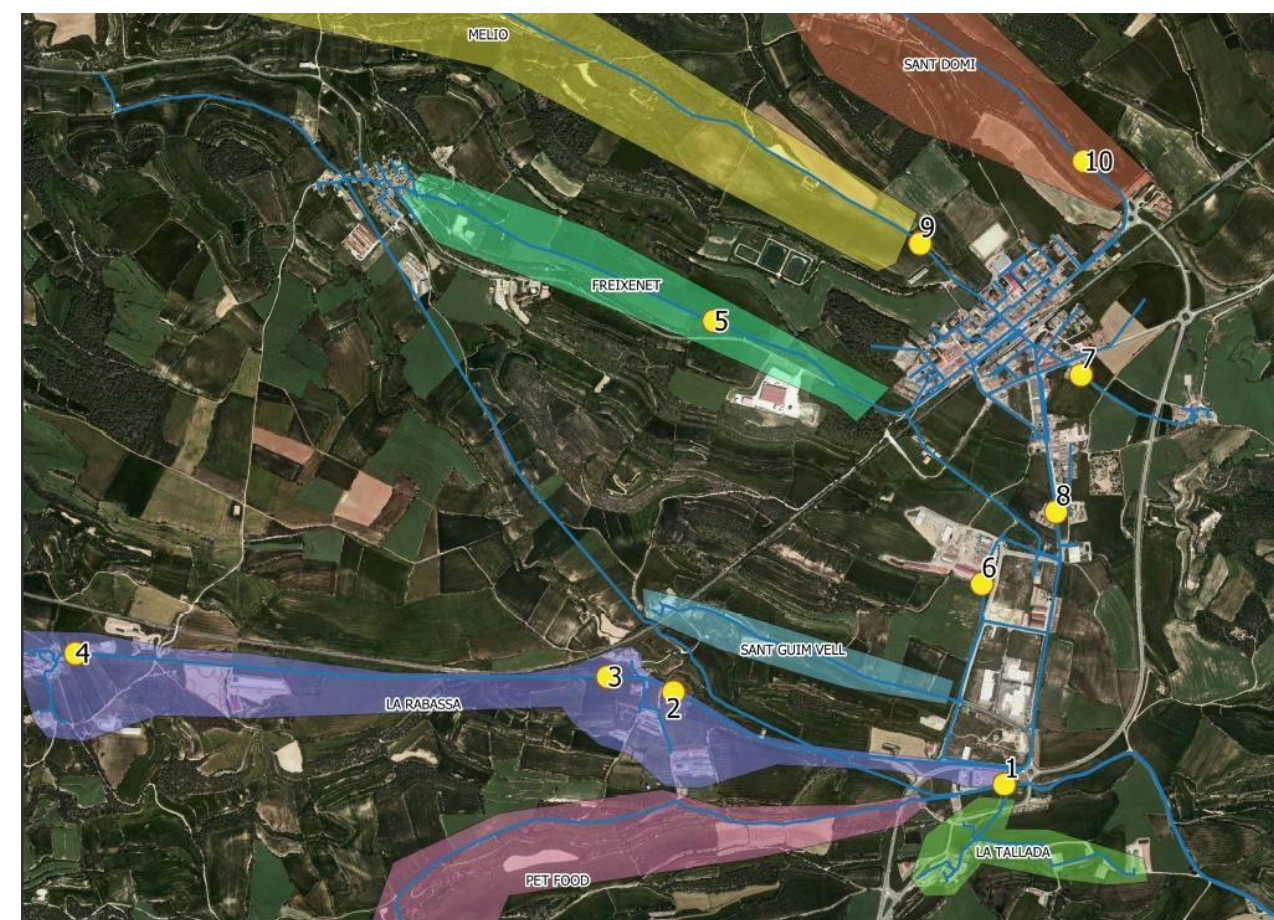 MELIO
SANT DOMI
10
9
FREIXENET
5
7
8
6
SANT GUIM VELL
4
3
2
LA RABASSA
1
LA TALLADA
PET FOOD